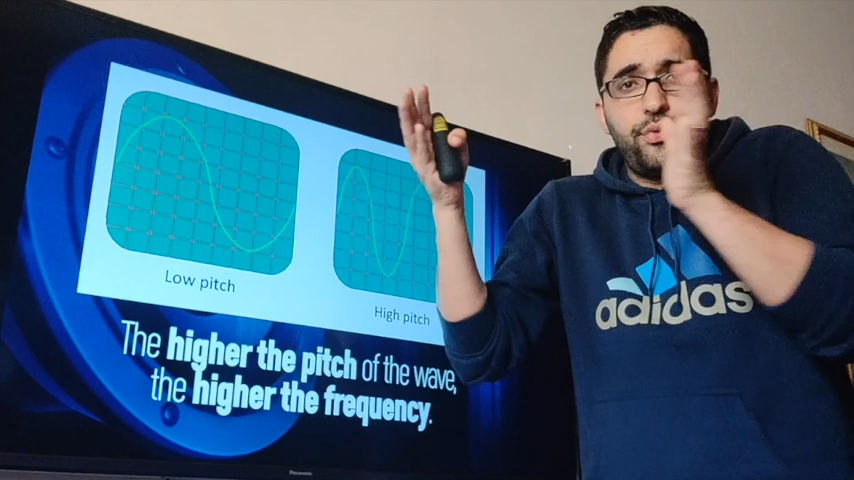 Low pitch
High pitch
The higher the pitch of the wave,
the higher the frequency.
adidas
Panasonic